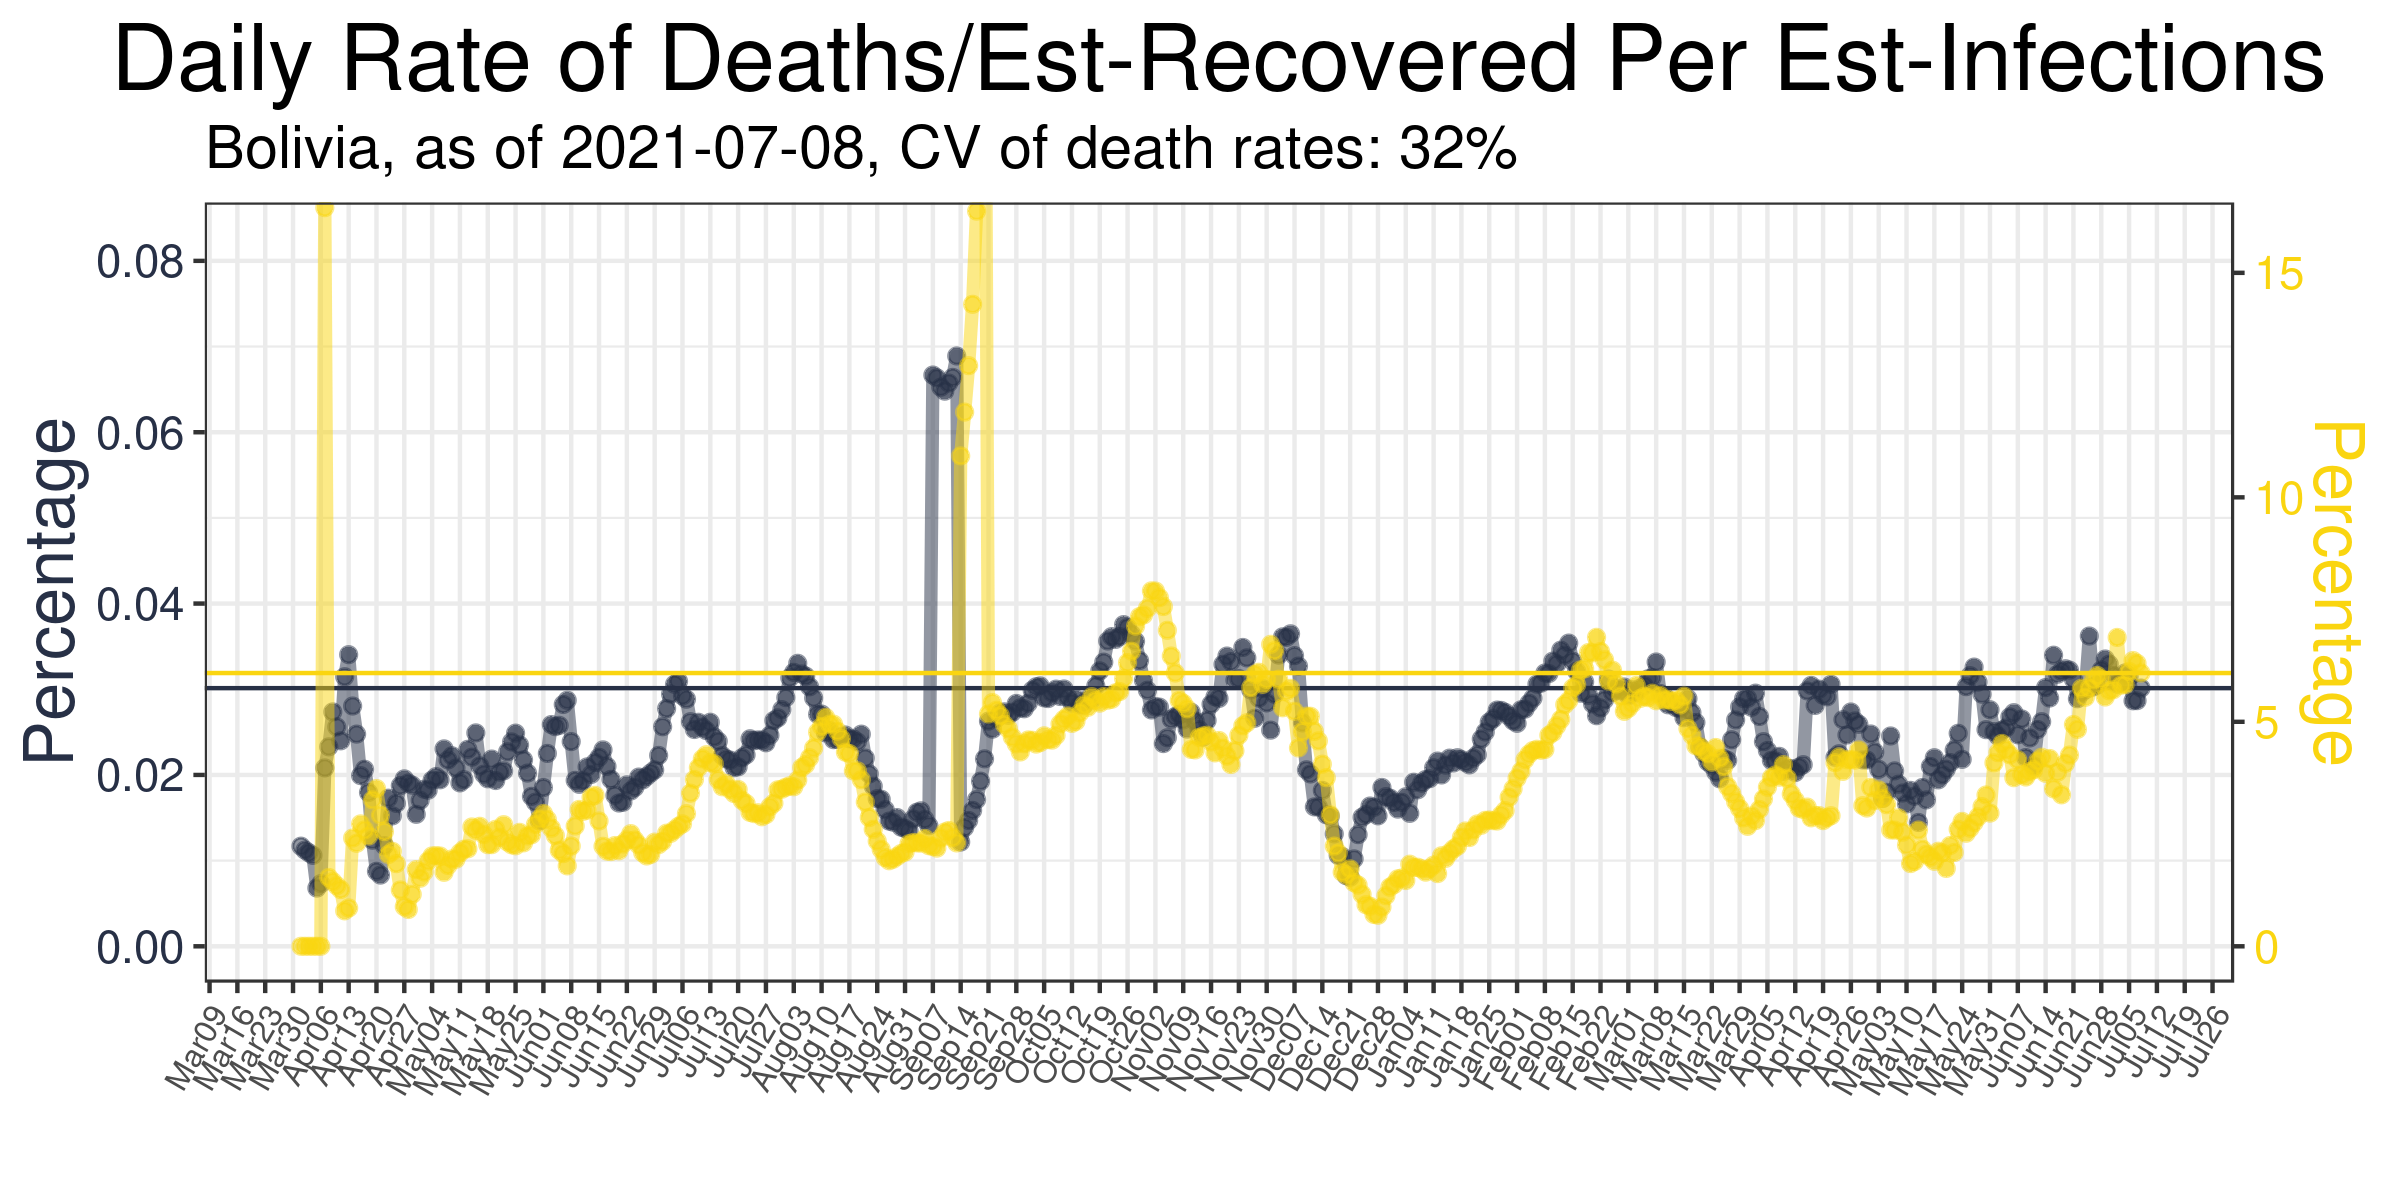 Daily Rate of Deaths/Est-Recovered Per Est-Infections
Bolivia, as of 2021-07-08, CV of death rates: 32%
Percentage
0.08
0.06
0.04
0.02
0.00
15
10
5
0
Percentage
Mar09 Mar16 Mar23 Mar30 Apr06 Apr13 Apr20 Apr27 May04 May11 May18 May25 Jun01 Jun08 Jun15 Jun22 Jun29 Jul06 Jul13 Jul20 Jul27 Aug03 Aug10 Aug17 Aug24 Aug31 Sep07 Sep14 Sep21 Sep28 Oct05 Oct12 Oct19 Oct26 Nov02 Nov09 Nov16 Nov23 Nov30 Dec07 Dec14 Dec21 Dec28 Jan04 Jan11 Jan18 Jan25 Feb01 Feb08 Feb15 Feb22 Mar01 Mar08 Mar15 Mar22 Mar29 Apr05 Apr12 Apr19 Apr26 May03 May10 May17 May24 May31 Jun07 Jun14 Jun21 Jun28 Jul05 Jul12 Jul19 Jul26